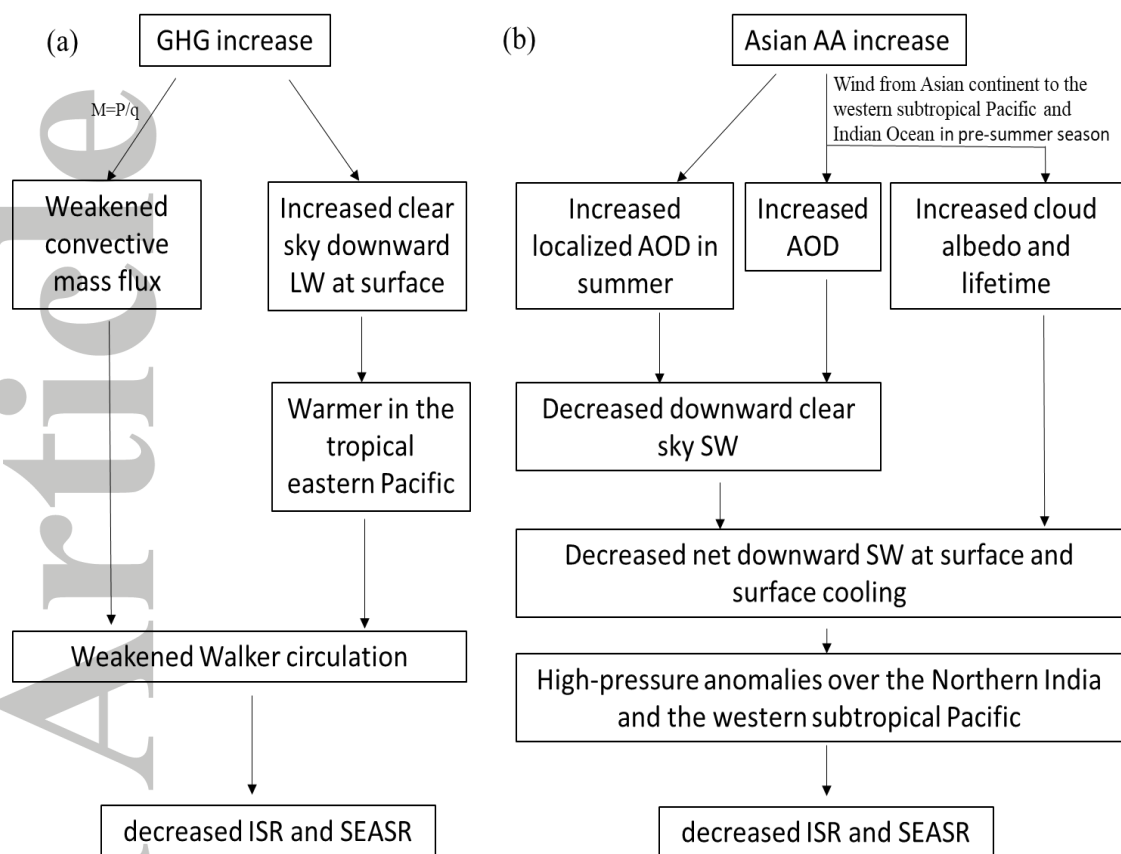 (a)
GHG increase
M=P/q
Weakened
convective
mass flux
Increased clear
sky downward
LW at surface
Warmer in the
tropical
eastern Pacific
Weakened Walker circulation
decreased ISR and SEASR
(b)
Asian AA increase
Wind from Asian continent to the
western subtropical Pacific and
Indian Ocean in pre-summer season
Increased
localized AOD in
summer
Increased
AOD
Increased cloud
albedo and
lifetime
Decreased downward clear
sky SW
Decreased net downward SW at surface and
surface cooling
High-pressure anomalies over the Northern India
and the western subtropical Pacific
decreased ISR and SEASR
Article